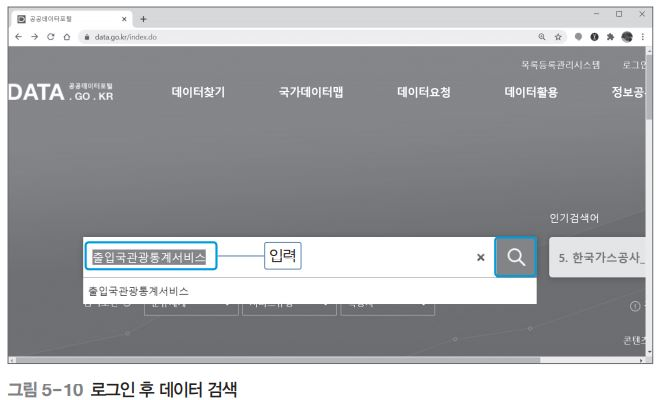 공공데이터포털
data.go.kr/index.do
목록등록관리시스템 로그인
DATA 공공데이터포털
. GO . KR
데이터찾기 국가데이터맵 데이터요청 데이터활용 정보공
인기검색어
출입국관광통계서비스 입력
5. 한국가스공사_
출입국관광통계서비스
콘텐츠
그림 5-10 로그인 후 데이터 검색